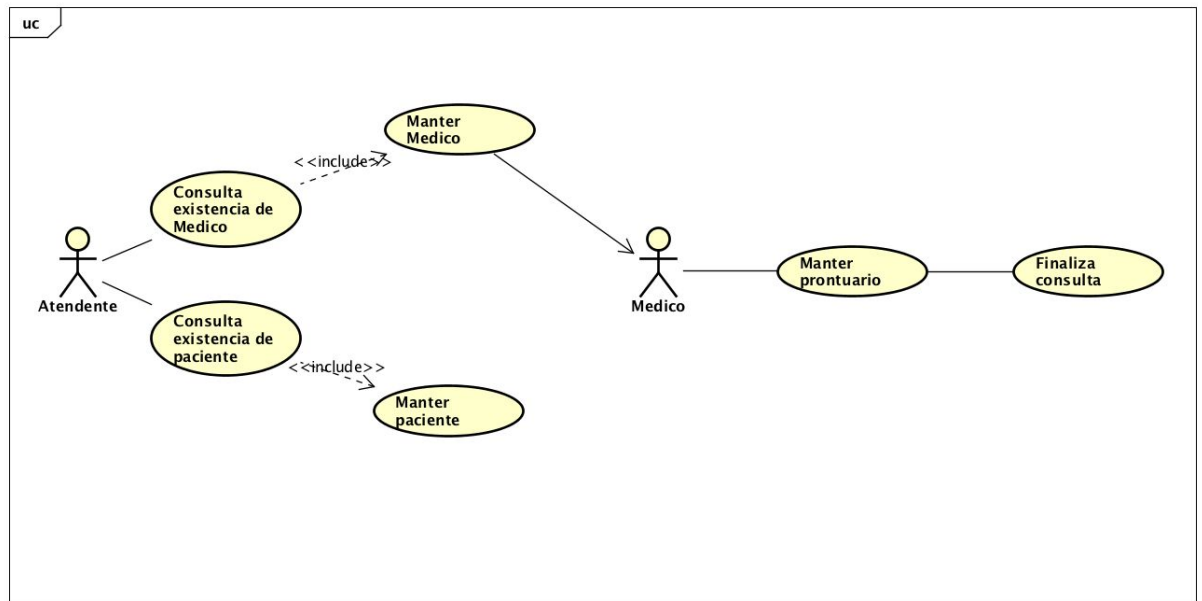 uc
Manter
Medico
<<include>>
Consulta
existencia de
Medico
Atendente
Consulta
existencia de
paciente
<<include>>
Manter
paciente
Medico
Manter
prontuario
Finaliza
consulta